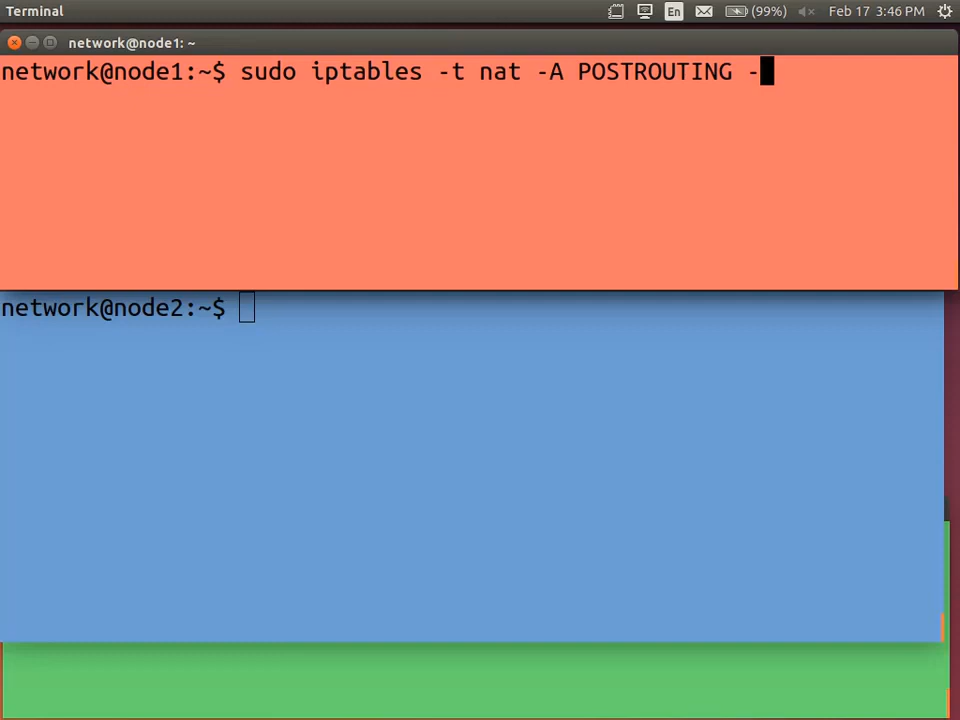 Terminal
En
(99%)
Feb 17 3:46 PM
network@node1: ~
network@node1:~$ sudo iptables -t nat -A POSTROUTING -
network@node2:~$